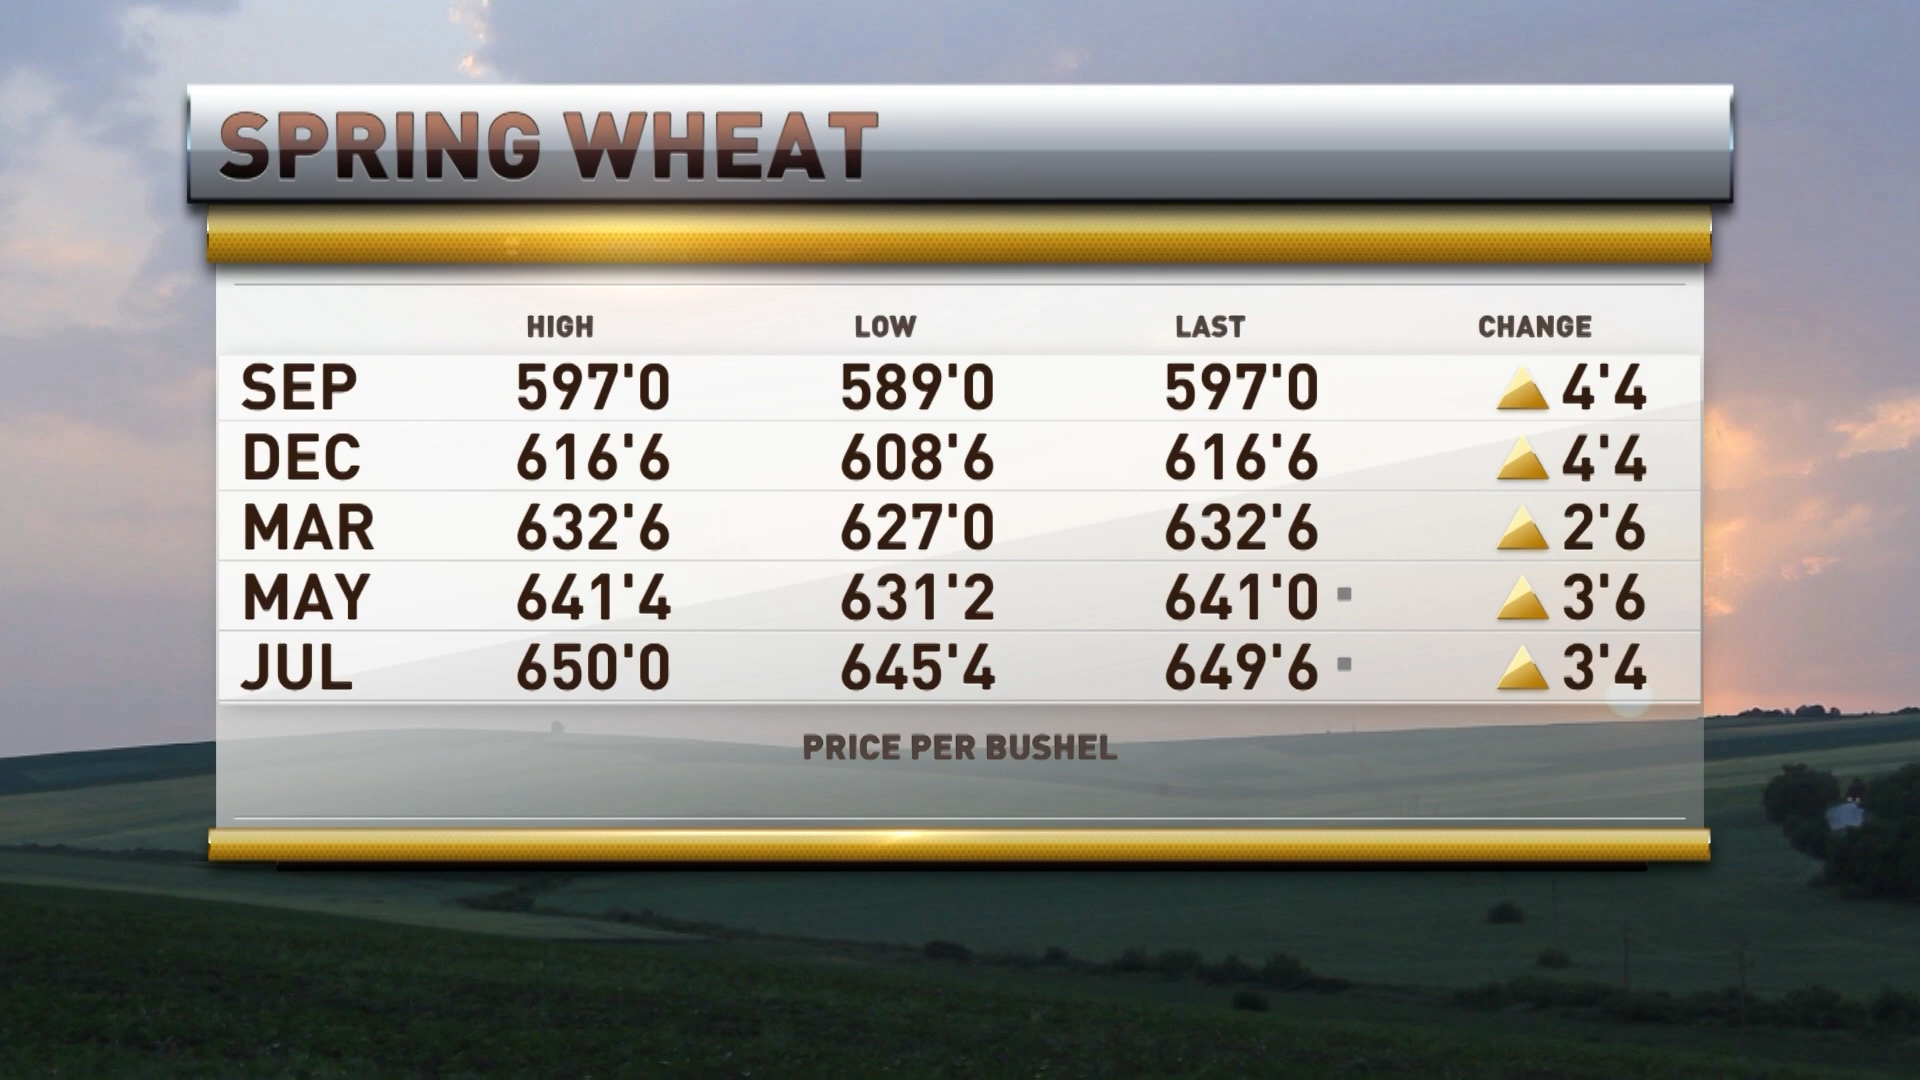 SPRING WHEAT
HIGH LOW LAST CHANGE
SEP 597'0 589'0 597'0 4'4
DEC 616'6 608'6 616'6 4'4
MAR 632'6 627'0 632'6 2'6
MAY 641'4 631'2 641'0 3'6
JUL 650'0 645'4 649'6 3'4
PRICE PER BUSHEL